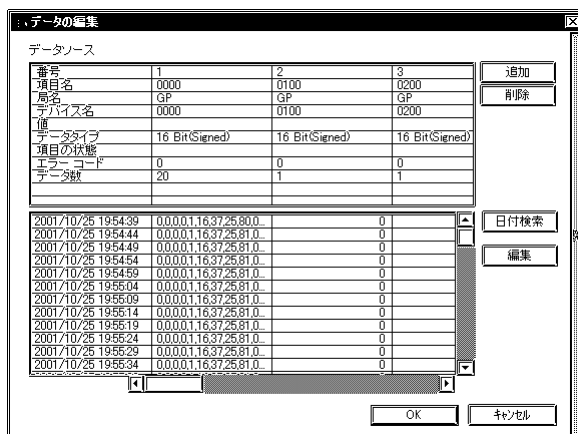 データの編集
データソース
番号 1 2 3
項目名 0000 0100 0200
局名 GP GP GP
デバイス名 0000 0100 0200
値
データタイプ 16 Bit(Signed) 16 Bit(Signed) 16 Bit(Signed)
項目の状態
エラー コード 0 0 0
データ数 20 1 1
追加
削除
2001/10/25 19:54:39 0,0,0,0,1,16,37,25,80,0... 0
2001/10/25 19:54:44 0,0,0,0,1,16,37,25,81,0... 0
2001/10/25 19:54:49 0,0,0,0,1,16,37,25,81,0... 0
2001/10/25 19:54:54 0,0,0,0,1,16,37,25,81,0... 0
2001/10/25 19:54:59 0,0,0,0,1,16,37,25,81,0... 0
2001/10/25 19:55:04 0,0,0,0,1,16,37,25,81,0... 0
2001/10/25 19:55:09 0,0,0,0,1,16,37,25,81,0... 0
2001/10/25 19:55:14 0,0,0,0,1,16,37,25,81,0... 0
2001/10/25 19:55:19 0,0,0,0,1,16,37,25,81,0... 0
2001/10/25 19:55:24 0,0,0,0,1,16,37,25,81,0... 0
2001/10/25 19:55:29 0,0,0,0,1,16,37,25,81,0... 0
2001/10/25 19:55:34 0,0,0,0,1,16,37,25,81,0... 0
日付検索
編集
OK
キャンセル